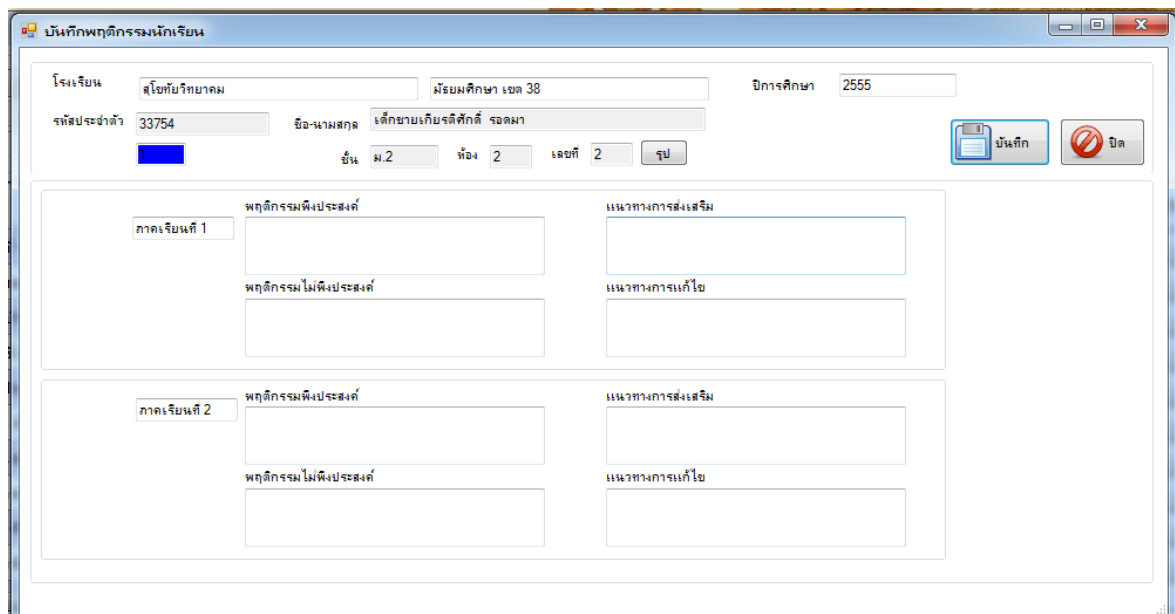 บันทึกพฤติกรรมนักเรียน
โรงเรียน สุโขทัยวิทยาคม มัธยมศึกษา เขต 38 ปีการศึกษา 2555
รหัสประจำตัว 33754 ชื่อ-นามสกุล เด็กชายเกียรติศักดิ์ รอดมา
1 ชั้น ม.2 ห้อง 2 เลขที่ 2 รูป บันทึก ปิด
พฤติกรรมพึงประสงค์ แนวทางการส่งเสริม
ภาคเรียนที่ 1
พฤติกรรมไม่พึงประสงค์ แนวทางการแก้ไข
พฤติกรรมพึงประสงค์ แนวทางการส่งเสริม
ภาคเรียนที่ 2
พฤติกรรมไม่พึงประสงค์ แนวทางการแก้ไข